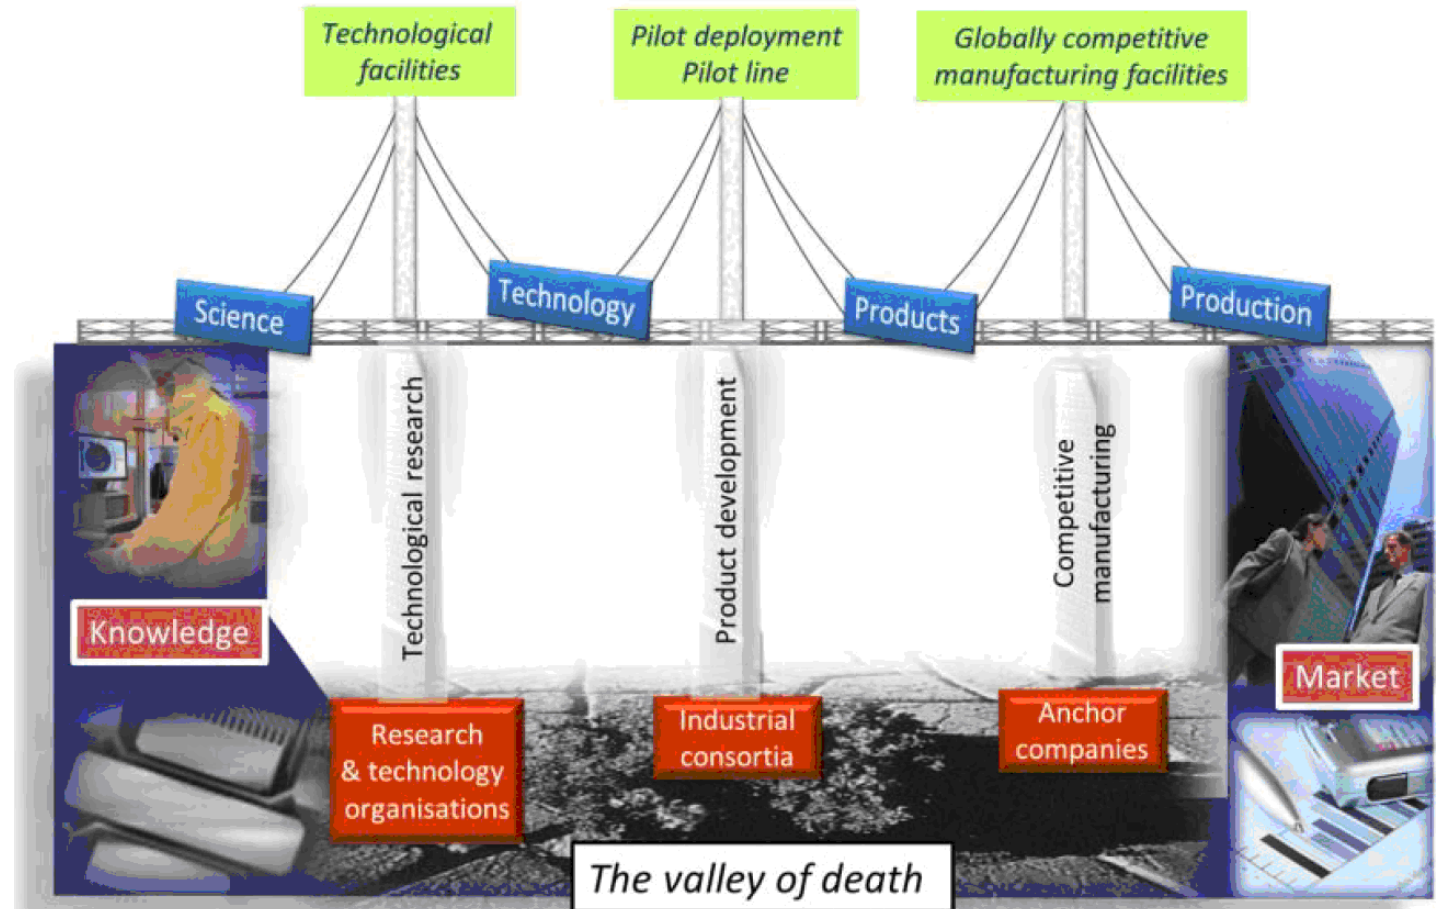 Technological
facilities
Pilot deployment
Pilot line
Globally competitive
manufacturing facilities
Science
Technology
Products
Production
Technological research
Product development
Competitive
manufacturing
Knowledge
Market
Research
& technology
organisations
Industrial
consortia
Anchor
companies
The valley of death